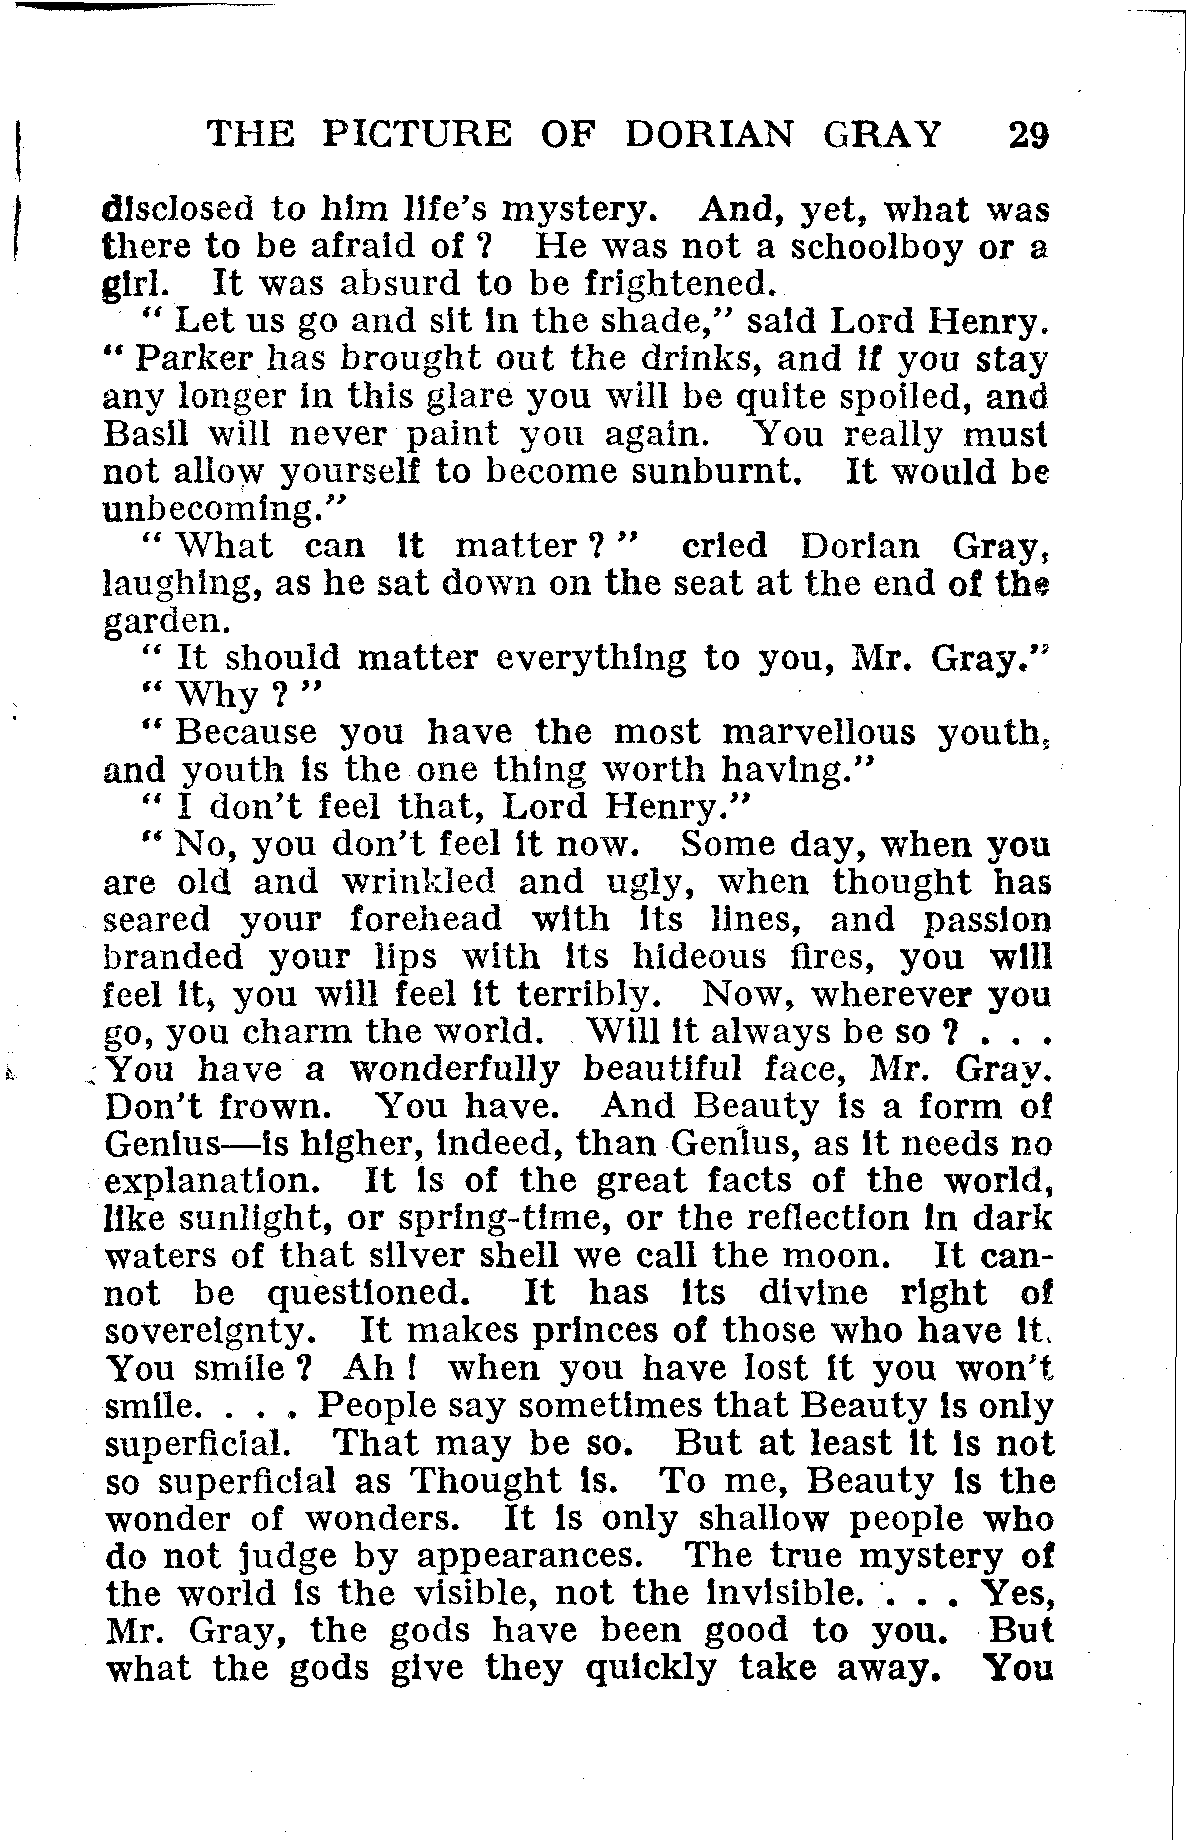 THE PICTURE OF DORIAN GRAY 29
disclosed to him life's mystery. And, yet, what was
there to be afraid of ? He was not a schoolboy or a
girl. It was absurd to be frightened.
" Let us go and sit in the shade," said Lord Henry.
" Parker has brought out the drinks, and if you stay
any longer in this glare you will be quite spoiled, and
Basil will never paint you again. You really must
not allow yourself to become sunburnt. It would be
unbecoming."
" What can it matter ? " cried Dorian Gray,
laughing, as he sat down on the seat at the end of the
garden.
" It should matter everything to you, Mr. Gray."
" Why ? "
" Because you have the most marvellous youth,
and youth is the one thing worth having."
" I don't feel that, Lord Henry."
" No, you don't feel it now. Some day, when you
are old and wrinkled and ugly, when thought has
seared your forehead with its lines, and passion
branded your lips with its hideous fires, you will
feel it, you will feel it terribly. Now, wherever you
go, you charm the world. Will it always be so ? . . .
You have a wonderfully beautiful face, Mr. Gray.
Don't frown. You have. And Beauty is a form of
Genius—is higher, indeed, than Genius, as it needs no
explanation. It is of the great facts of the world,
like sunlight, or spring-time, or the reflection in dark
waters of that silver shell we call the moon. It can-
not be questioned. It has its divine right of
sovereignty. It makes princes of those who have it.
You smile ? Ah ! when you have lost it you won't
smile. . . . People say sometimes that Beauty is only
superficial. That may be so. But at least it is not
so superficial as Thought is. To me, Beauty is the
wonder of wonders. It is only shallow people who
do not judge by appearances. The true mystery of
the world is the visible, not the invisible. . . . Yes,
Mr. Gray, the gods have been good to you. But
what the gods give they quickly take away. You